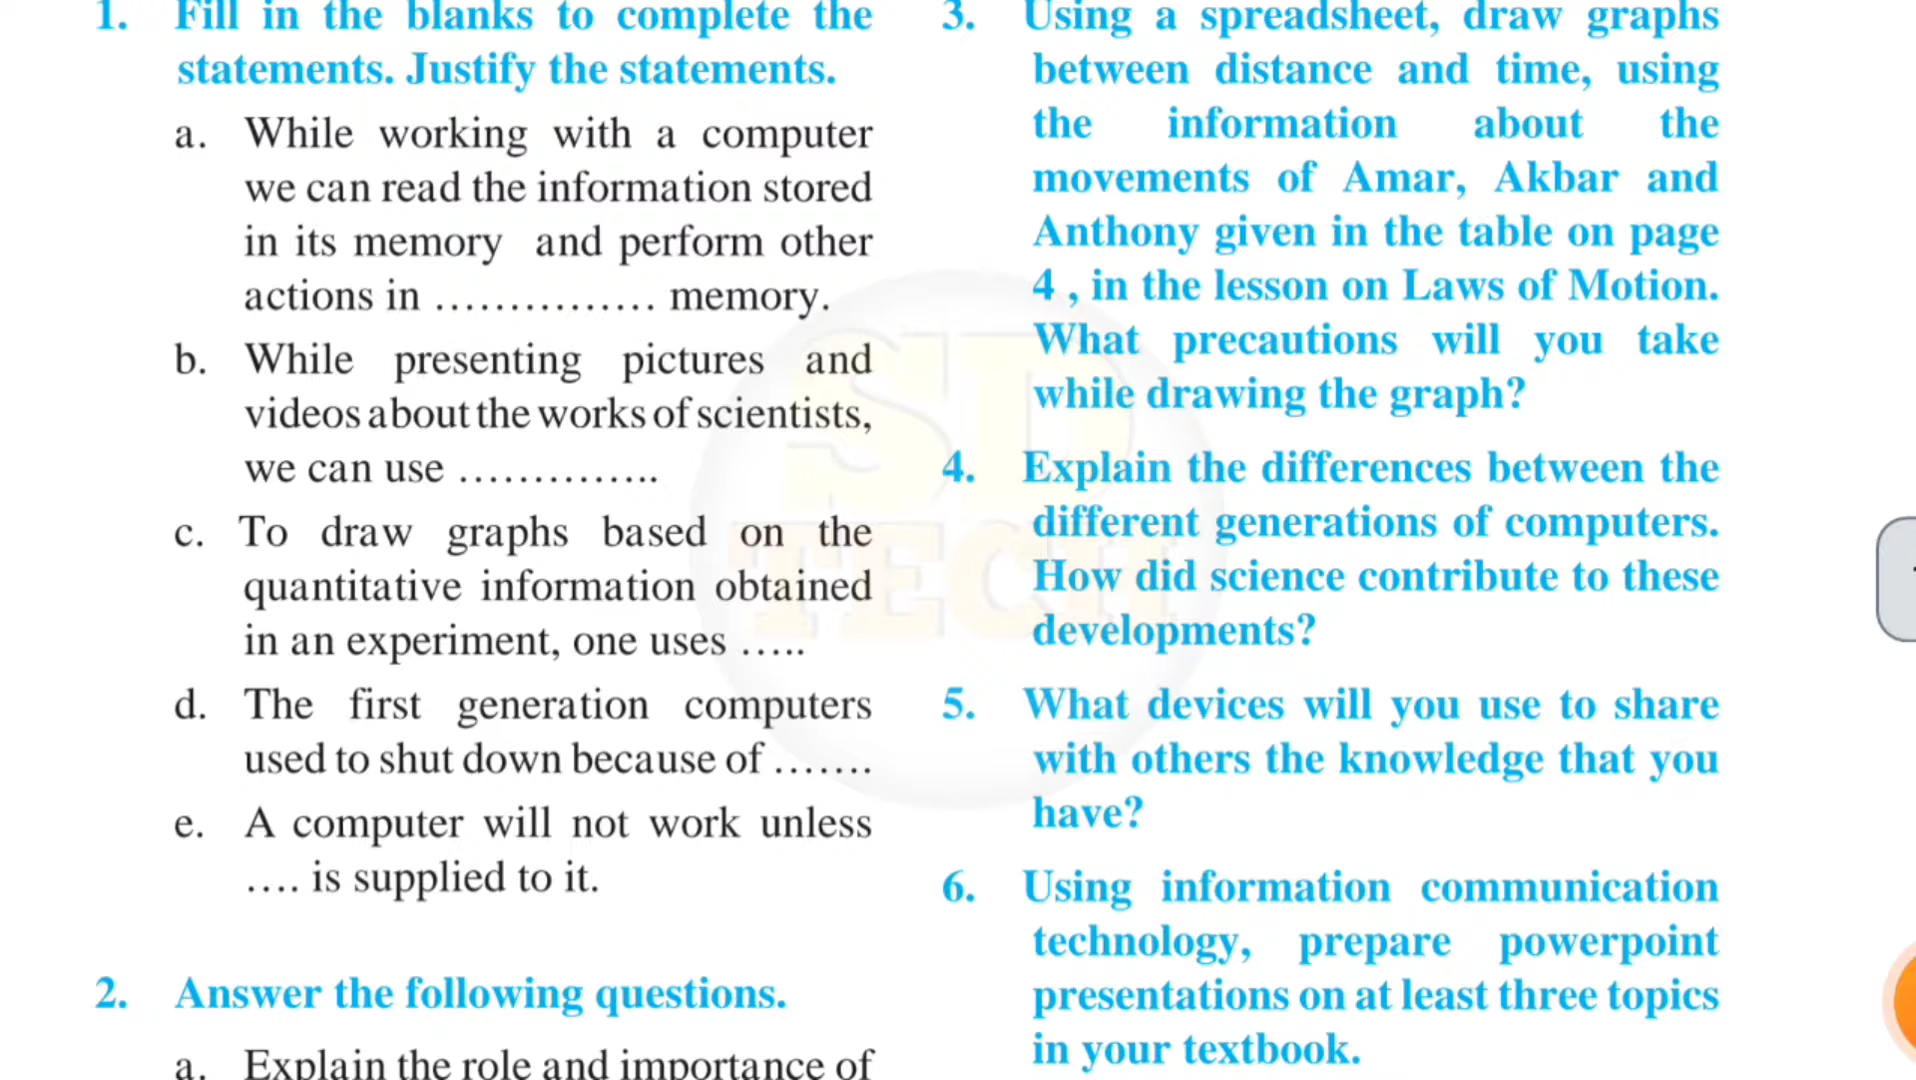 1. Fill in the blanks to complete the
statements. Justify the statements.
a. While working with a computer
we can read the information stored
in its memory and perform other
actions in ............... memory.
b. While presenting pictures and
videos about the works of scientists,
we can use ..............
c. To draw graphs based on the
quantitative information obtained
in an experiment, one uses .....
d. The first generation computers
used to shut down because of .......
e. A computer will not work unless
.... is supplied to it.
2. Answer the following questions.
a. Explain the role and importance of
3. Using a spreadsheet, draw graphs
between distance and time, using
the information about the
movements of Amar, Akbar and
Anthony given in the table on page
4 , in the lesson on Laws of Motion.
What precautions will you take
while drawing the graph?
4. Explain the differences between the
different generations of computers.
How did science contribute to these
developments?
5. What devices will you use to share
with others the knowledge that you
have?
6. Using information communication
technology, prepare powerpoint
presentations on at least three topics
in your textbook.
SD
TECH